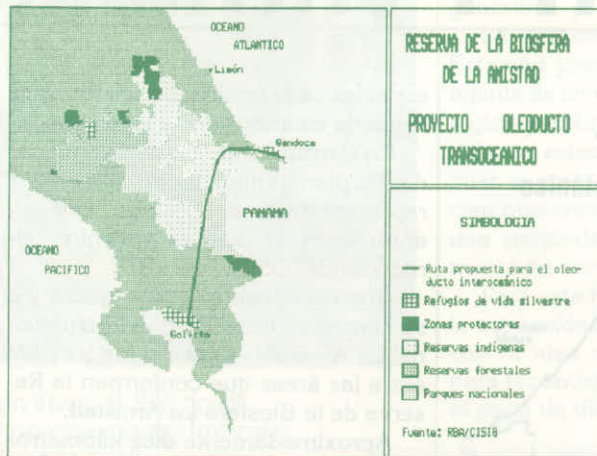 OCEANO
ATLANTICO
Limón
Gandoca
PANAMA
OCEANO
PACIFICO
Golfito
RESERVA DE LA BIOSFERA
DE LA AMISTAD
PROYECTO OLEODUCTO
TRANSOCEANICO
SIMBOLOGIA
Ruta propuesta para el oleo-
ducto interoceánico
Refugios de vida silvestre
Zonas protectoras
Reservas indígenas
Reservas forestales
Parques nacionales
Fuente: RBA/CISIG